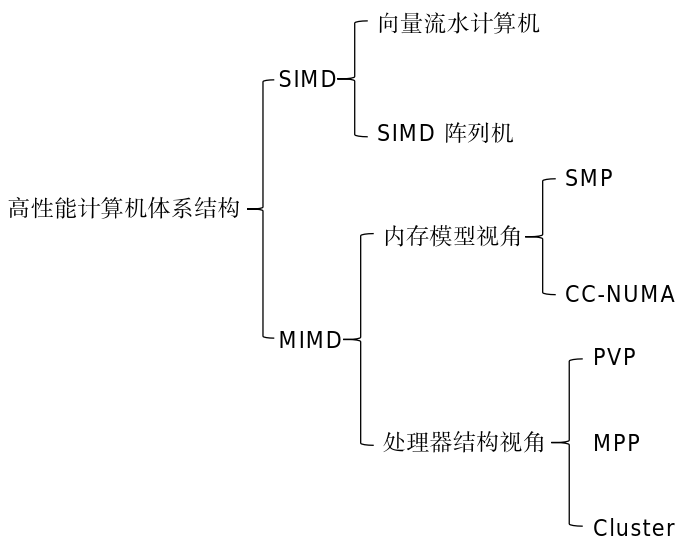 高性能计算机体系结构
SIMD
向量流水计算机
SIMD 阵列机
MIMD
内存模型视角
SMP
CC-NUMA
处理器结构视角
PVP
MPP
Cluster